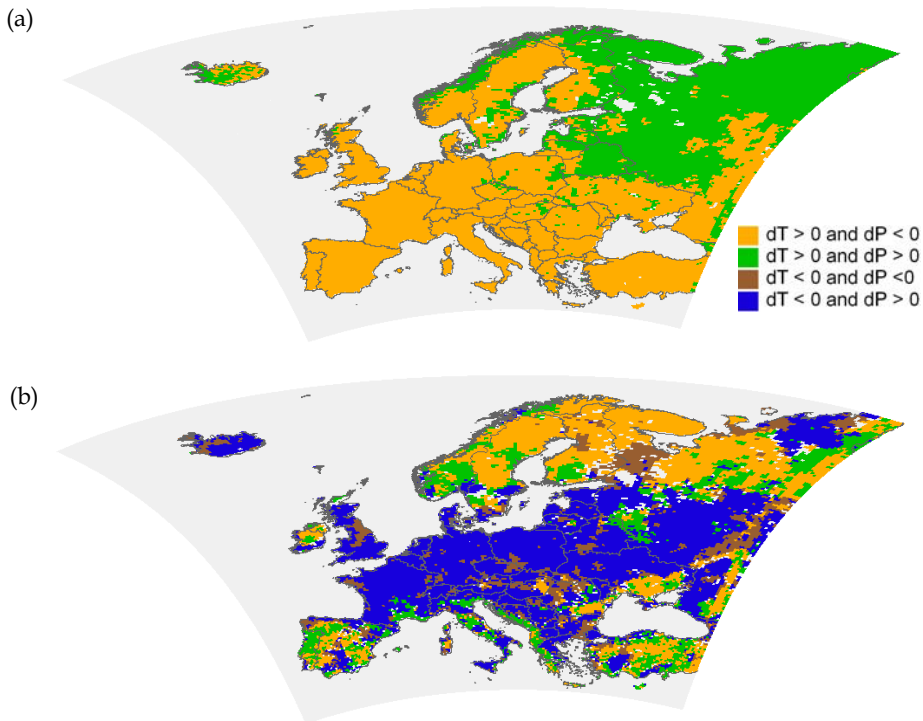 (a)
dT > 0 and dP < 0
dT > 0 and dP > 0
dT < 0 and dP <0
dT < 0 and dP > 0
(b)